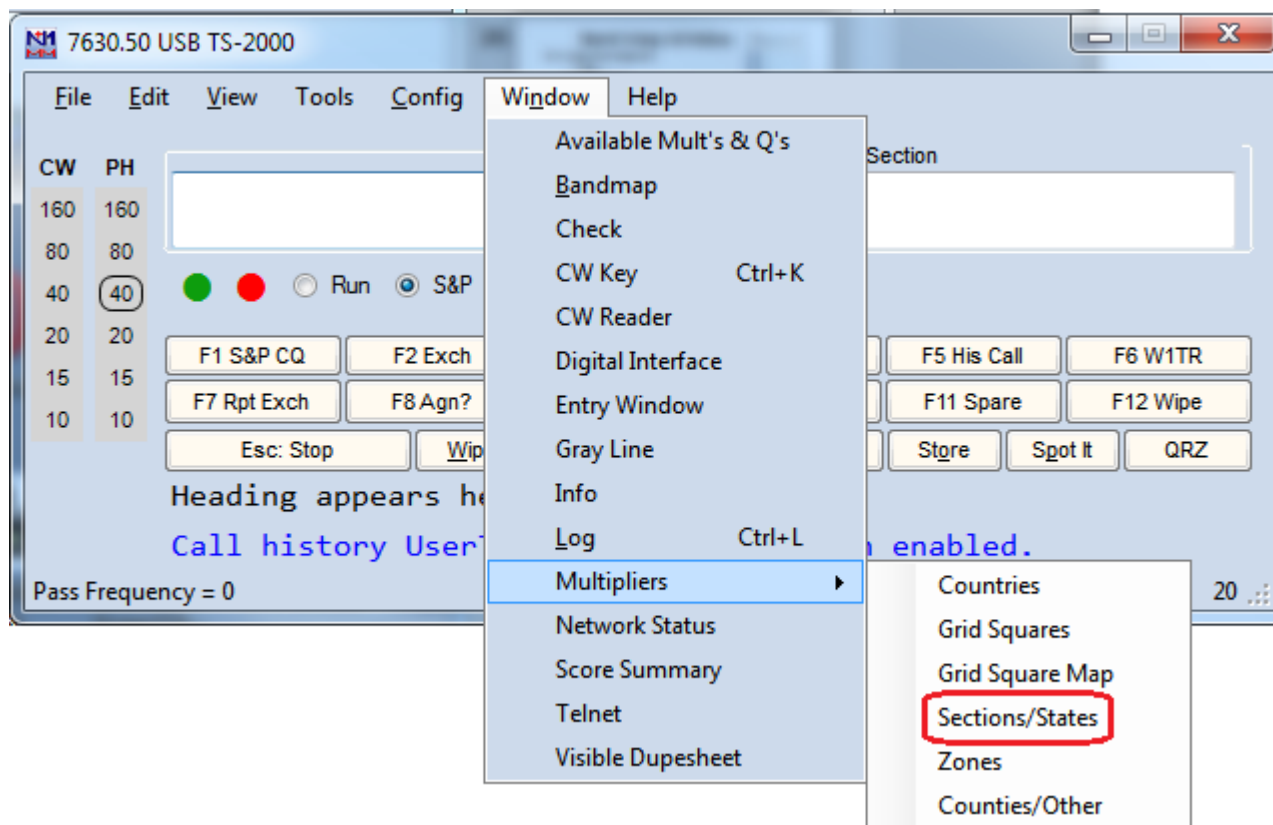 N1 MM 7630.50 USB TS-2000
File Edit View Tools Config Window Help
Available Mult's & Q's
Bandmap
Check
CW Key Ctrl+K
CW Reader
Digital Interface
Entry Window
Gray Line
Info
Log Ctrl+L
Multipliers
Network Status
Score Summary
Telnet
Visible Dupesheet
Countries
Grid Squares
Grid Square Map
Sections/States
Zones
Counties/Other
Section
CW PH
160 160
80 80
40 40
20 20
15 15
10 10
Run S&P
F1 S&P CQ F2 Exch F5 His Call F6 W1TR
F7 Rpt Exch F8 Agn? F11 Spare F12 Wipe
Esc: Stop Wip Store Spot It QRZ
Heading appears he
Call history User enabled.
Pass Frequency = 0 20